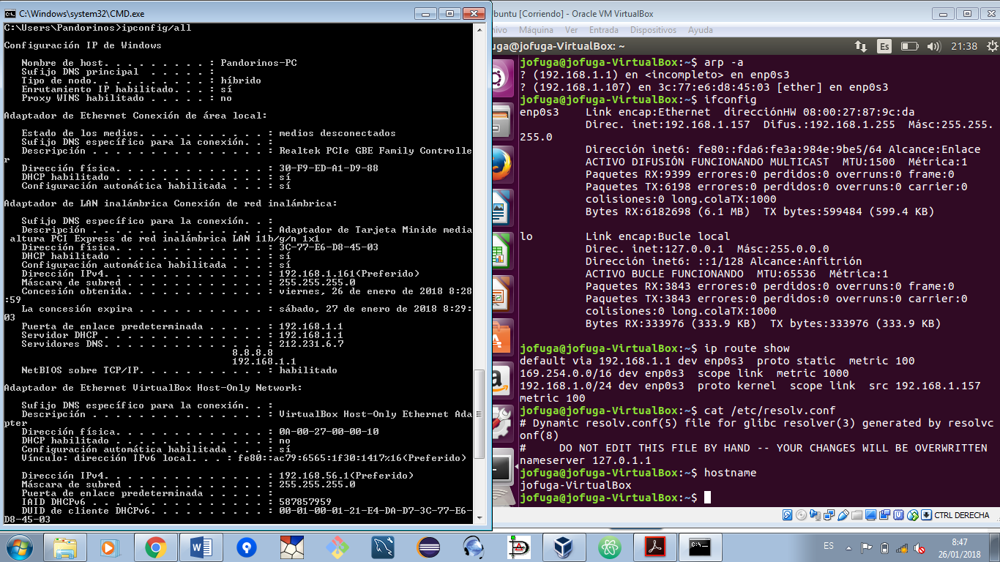 C:\Windows\system32\CMD.exe
C:\Users\Pandorinos>ipconfig/all
Configuración IP de Windows
Nombre de host. . . . . . . . . : Pandorinos-PC
Sufijo DNS principal . . . . . :
Tipo de nodo. . . . . . . . . . : híbrido
Enrutamiento IP habilitado. . . : sí
Proxy WINS habilitado . . . . . : no
Adaptador de Ethernet Conexión de área local:
Estado de los medios. . . . . . . . . . . : medios desconectados
Sufijo DNS específico para la conexión. . :
Descripción . . . . . . . . . . . . . . . : Realtek PCIe GBE Family Controlle
r
Dirección física. . . . . . . . . . . . . : 30-F9-ED-A1-D9-88
DHCP habilitado . . . . . . . . . . . . . : sí
Configuración automática habilitada . . . : sí
Adaptador de LAN inalámbrica Conexión de red inalámbrica:
Sufijo DNS específico para la conexión. . :
Descripción . . . . . . . . . . . . . . . : Adaptador de Tarjeta Minide media
altura PCI Express de red inalámbrica LAN 11b/g/n 1x1
Dirección física. . . . . . . . . . . . . : 3C-77-E6-D8-45-03
DHCP habilitado . . . . . . . . . . . . . : sí
Configuración automática habilitada . . . : sí
Dirección IPv4. . . . . . . . . . . . . . : 192.168.1.161(Preferido)
Máscara de subred . . . . . . . . . . . . : 255.255.255.0
Concesión obtenida. . . . . . . . . . . . : viernes, 26 de enero de 2018 8:28
:59
La concesión expira . . . . . . . . . . . : sábado, 27 de enero de 2018 8:29:
03
Puerta de enlace predeterminada . . . . . : 192.168.1.1
Servidor DHCP . . . . . . . . . . . . . . : 192.168.1.1
Servidores DNS. . . . . . . . . . . . . . : 212.231.6.7
8.8.8.8
192.168.1.1
NetBIOS sobre TCP/IP. . . . . . . . . . . : habilitado
Adaptador de Ethernet VirtualBox Host-Only Network:
Sufijo DNS específico para la conexión. . :
Descripción . . . . . . . . . . . . . . . : VirtualBox Host-Only Ethernet Ada
pter
Dirección física. . . . . . . . . . . . . : 0A-00-27-00-00-10
DHCP habilitado . . . . . . . . . . . . . : no
Configuración automática habilitada . . . : sí
Vínculo: dirección IPv6 local. . . : fe80::ac79:6565:1f30:1417%16(Preferido)
Dirección IPv4. . . . . . . . . . . . . . : 192.168.56.1(Preferido)
Máscara de subred . . . . . . . . . . . . : 255.255.255.0
Puerta de enlace predeterminada . . . . . :
IAID DHCPv6 . . . . . . . . . . . . . . . : 587857959
DUID de cliente DHCPv6. . . . . . . . . . : 00-01-00-01-21-E4-DA-D7-3C-77-E6-
D8-45-03
Ubuntu [Corriendo] - Oracle VM VirtualBox
hivo Máquina Ver Entrada Dispositivos Ayuda
uga@jofuga-VirtualBox: ~ Es 21:38
jofuga@jofuga-VirtualBox:~$ arp -a
? (192.168.1.1) en <incompleto> en enp0s3
? (192.168.1.107) en 3c:77:e6:d8:45:03 [ether] en enp0s3
jofuga@jofuga-VirtualBox:~$ ifconfig
enp0s3 Link encap:Ethernet direcciónHW 08:00:27:87:9c:da
Direc. inet:192.168.1.157 Difus.:192.168.1.255 Másc:255.255.
255.0
Dirección inet6: fe80::fda6:fe3a:984e:9be5/64 Alcance:Enlace
ACTIVO DIFUSIÓN FUNCIONANDO MULTICAST MTU:1500 Métrica:1
Paquetes RX:9399 errores:0 perdidos:0 overruns:0 frame:0
Paquetes TX:6198 errores:0 perdidos:0 overruns:0 carrier:0
colisiones:0 long.colaTX:1000
Bytes RX:6182698 (6.1 MB) TX bytes:599484 (599.4 KB)
lo Link encap:Bucle local
Direc. inet:127.0.0.1 Másc:255.0.0.0
Dirección inet6: ::1/128 Alcance:Anfitrión
ACTIVO BUCLE FUNCIONANDO MTU:65536 Métrica:1
Paquetes RX:3843 errores:0 perdidos:0 overruns:0 frame:0
Paquetes TX:3843 errores:0 perdidos:0 overruns:0 carrier:0
colisiones:0 long.colaTX:1000
Bytes RX:333976 (333.9 KB) TX bytes:333976 (333.9 KB)
jofuga@jofuga-VirtualBox:~$ ip route show
default via 192.168.1.1 dev enp0s3 proto static metric 100
169.254.0.0/16 dev enp0s3 scope link metric 1000
192.168.1.0/24 dev enp0s3 proto kernel scope link src 192.168.1.157
metric 100
jofuga@jofuga-VirtualBox:~$ cat /etc/resolv.conf
# Dynamic resolv.conf(5) file for glibc resolver(3) generated by resolvc
onf(8)
# DO NOT EDIT THIS FILE BY HAND -- YOUR CHANGES WILL BE OVERWRITTEN
nameserver 127.0.1.1
jofuga@jofuga-VirtualBox:~$ hostname
jofuga-VirtualBox
jofuga@jofuga-VirtualBox:~$
CTRL DERECHA
ES
8:47
26/01/2018